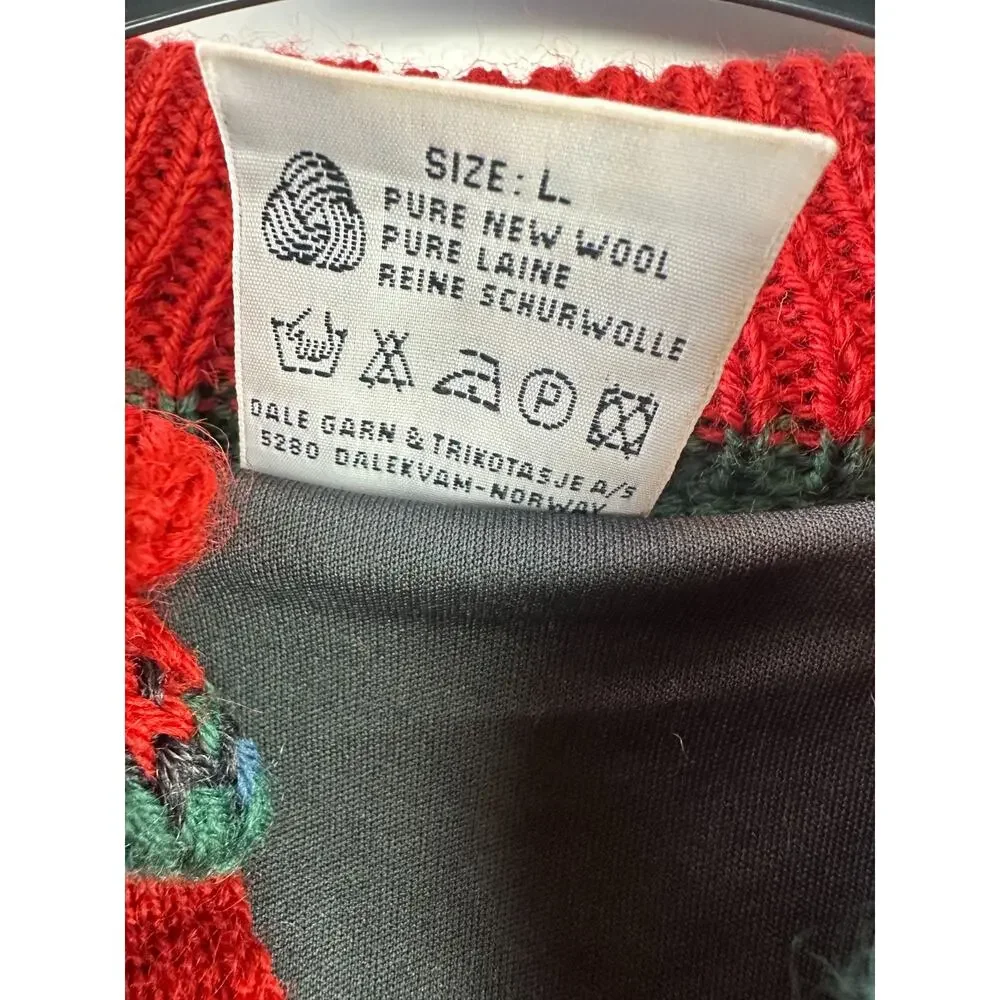 SIZE: L.
PURE NEW WOOL
PURE LAINE
REINE SCHURWOLLE
P
DALE GARN & TRIKOTASJE A/S
5280 DALEKVAM-NORWAY